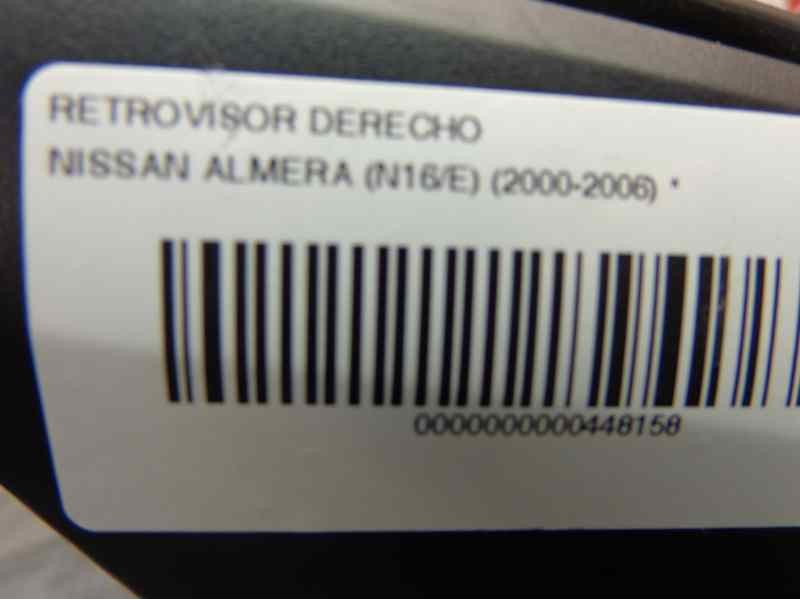 RETROVISOR DERECHO
NISSAN ALMERA (N16/E) (2000-2006) *
0000000000448158